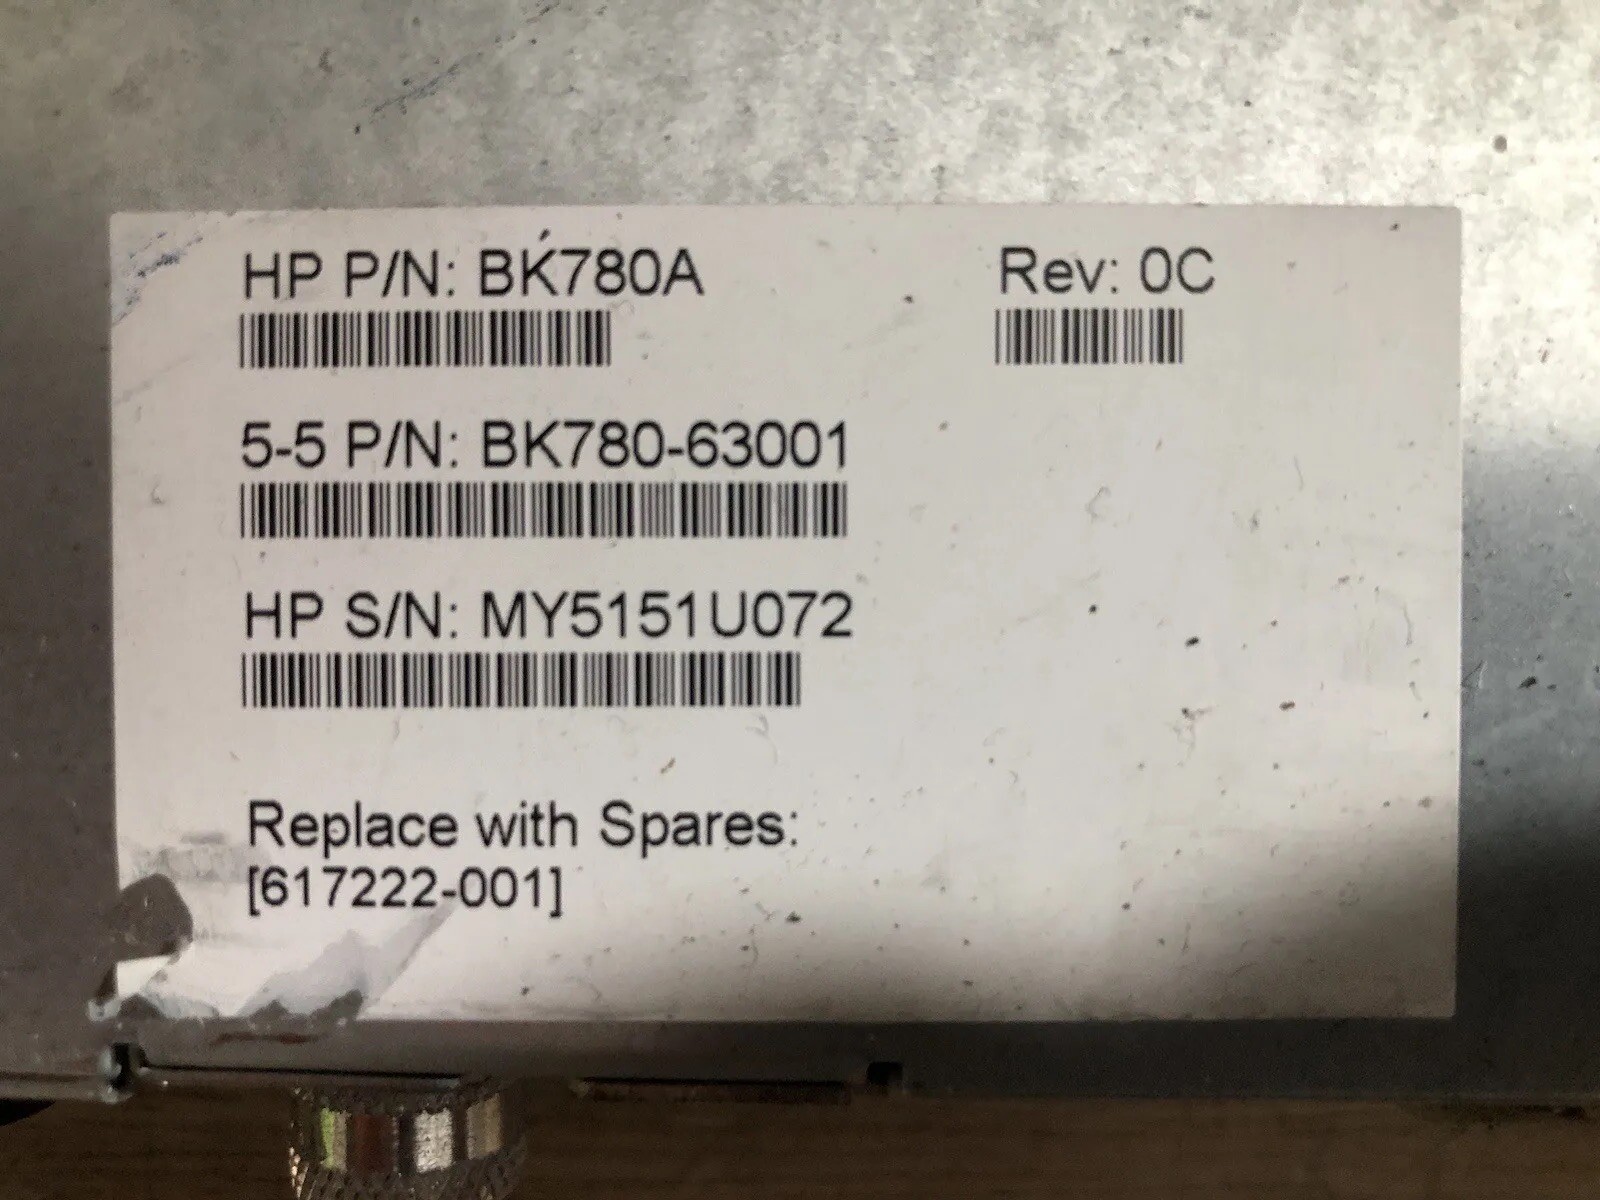 HP P/N: BK780A Rev: 0C
5-5 P/N: BK780-63001
HP S/N: MY5151U072
Replace with Spares:
[617222-001]